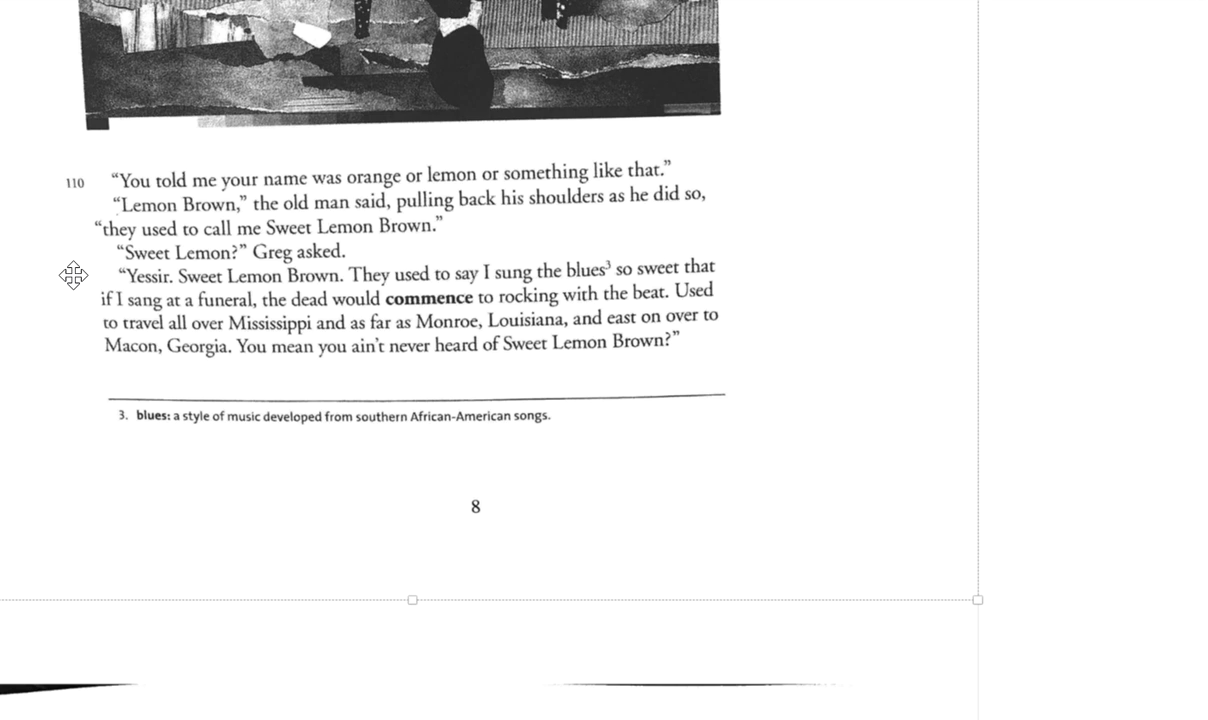 110 “You told me your name was orange or lemon or something like that.”
“Lemon Brown,” the old man said, pulling back his shoulders as he did so,
“they used to call me Sweet Lemon Brown.”
“Sweet Lemon?” Greg asked.
“Yessir. Sweet Lemon Brown. They used to say I sung the blues³ so sweet that
if I sang at a funeral, the dead would commence to rocking with the beat. Used
to travel all over Mississippi and as far as Monroe, Louisiana, and east on over to
Macon, Georgia. You mean you ain’t never heard of Sweet Lemon Brown?”
3. blues: a style of music developed from southern African-American songs.
8